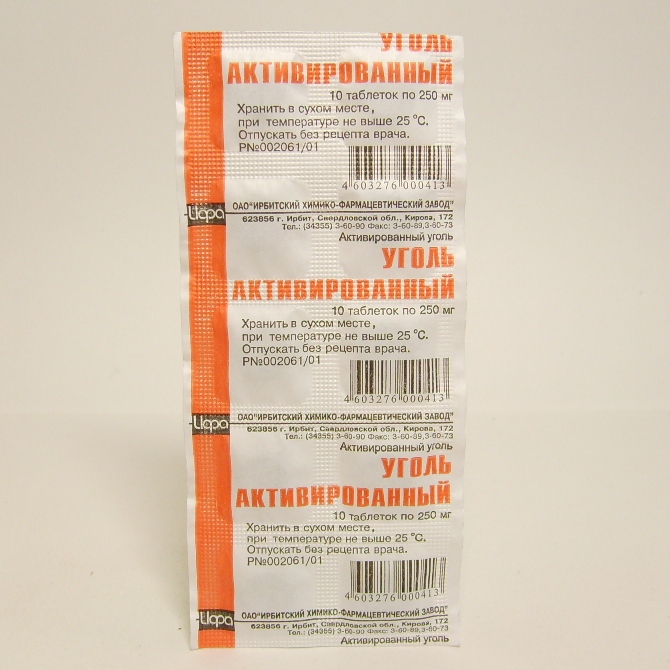 УГОЛЬ
АКТИВИРОВАННЫЙ
10 таблеток по 250 мг
Хранить в сухом месте,
при температуре не выше 25 °С.
Отпускать без рецепта врача.
РN№002061/01
4 603276 000413
ОАО"ИРБИТСКИЙ ХИМИКО-ФАРМАЦЕВТИЧЕСКИЙ ЗАВОД"
623856 г. Ирбит, Свердловской обл., Кирова, 172
Тел.: (34355) 3-60-90 Факс: 3-60-89,3-60-73
Активированный уголь
УГОЛЬ
АКТИВИРОВАННЫЙ
10 таблеток по 250 мг
Хранить в сухом месте,
при температуре не выше 25 °С.
Отпускать без рецепта врача.
РN№002061/01
4 603276 000413
ОАО"ИРБИТСКИЙ ХИМИКО-ФАРМАЦЕВТИЧЕСКИЙ ЗАВОД"
623856 г. Ирбит, Свердловской обл., Кирова, 172
Тел.: (34355) 3-60-90 Факс: 3-60-89,3-60-73
Активированный уголь
УГОЛЬ
АКТИВИРОВАННЫЙ
10 таблеток по 250 мг
Хранить в сухом месте,
при температуре не выше 25 °С.
Отпускать без рецепта врача.
РN№002061/01
4 603276 000413
ОАО"ИРБИТСКИЙ ХИМИКО-ФАРМАЦЕВТИЧЕСКИЙ ЗАВОД"
623856 г. Ирбит, Свердловской обл., Кирова, 172
Тел.: (34355) 3-60-90 Факс: 3-60-89,3-60-73
Активированный уголь